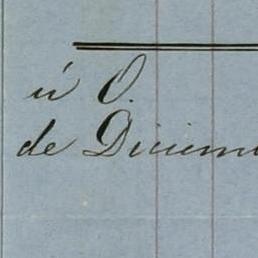 ú O.
de Diciem